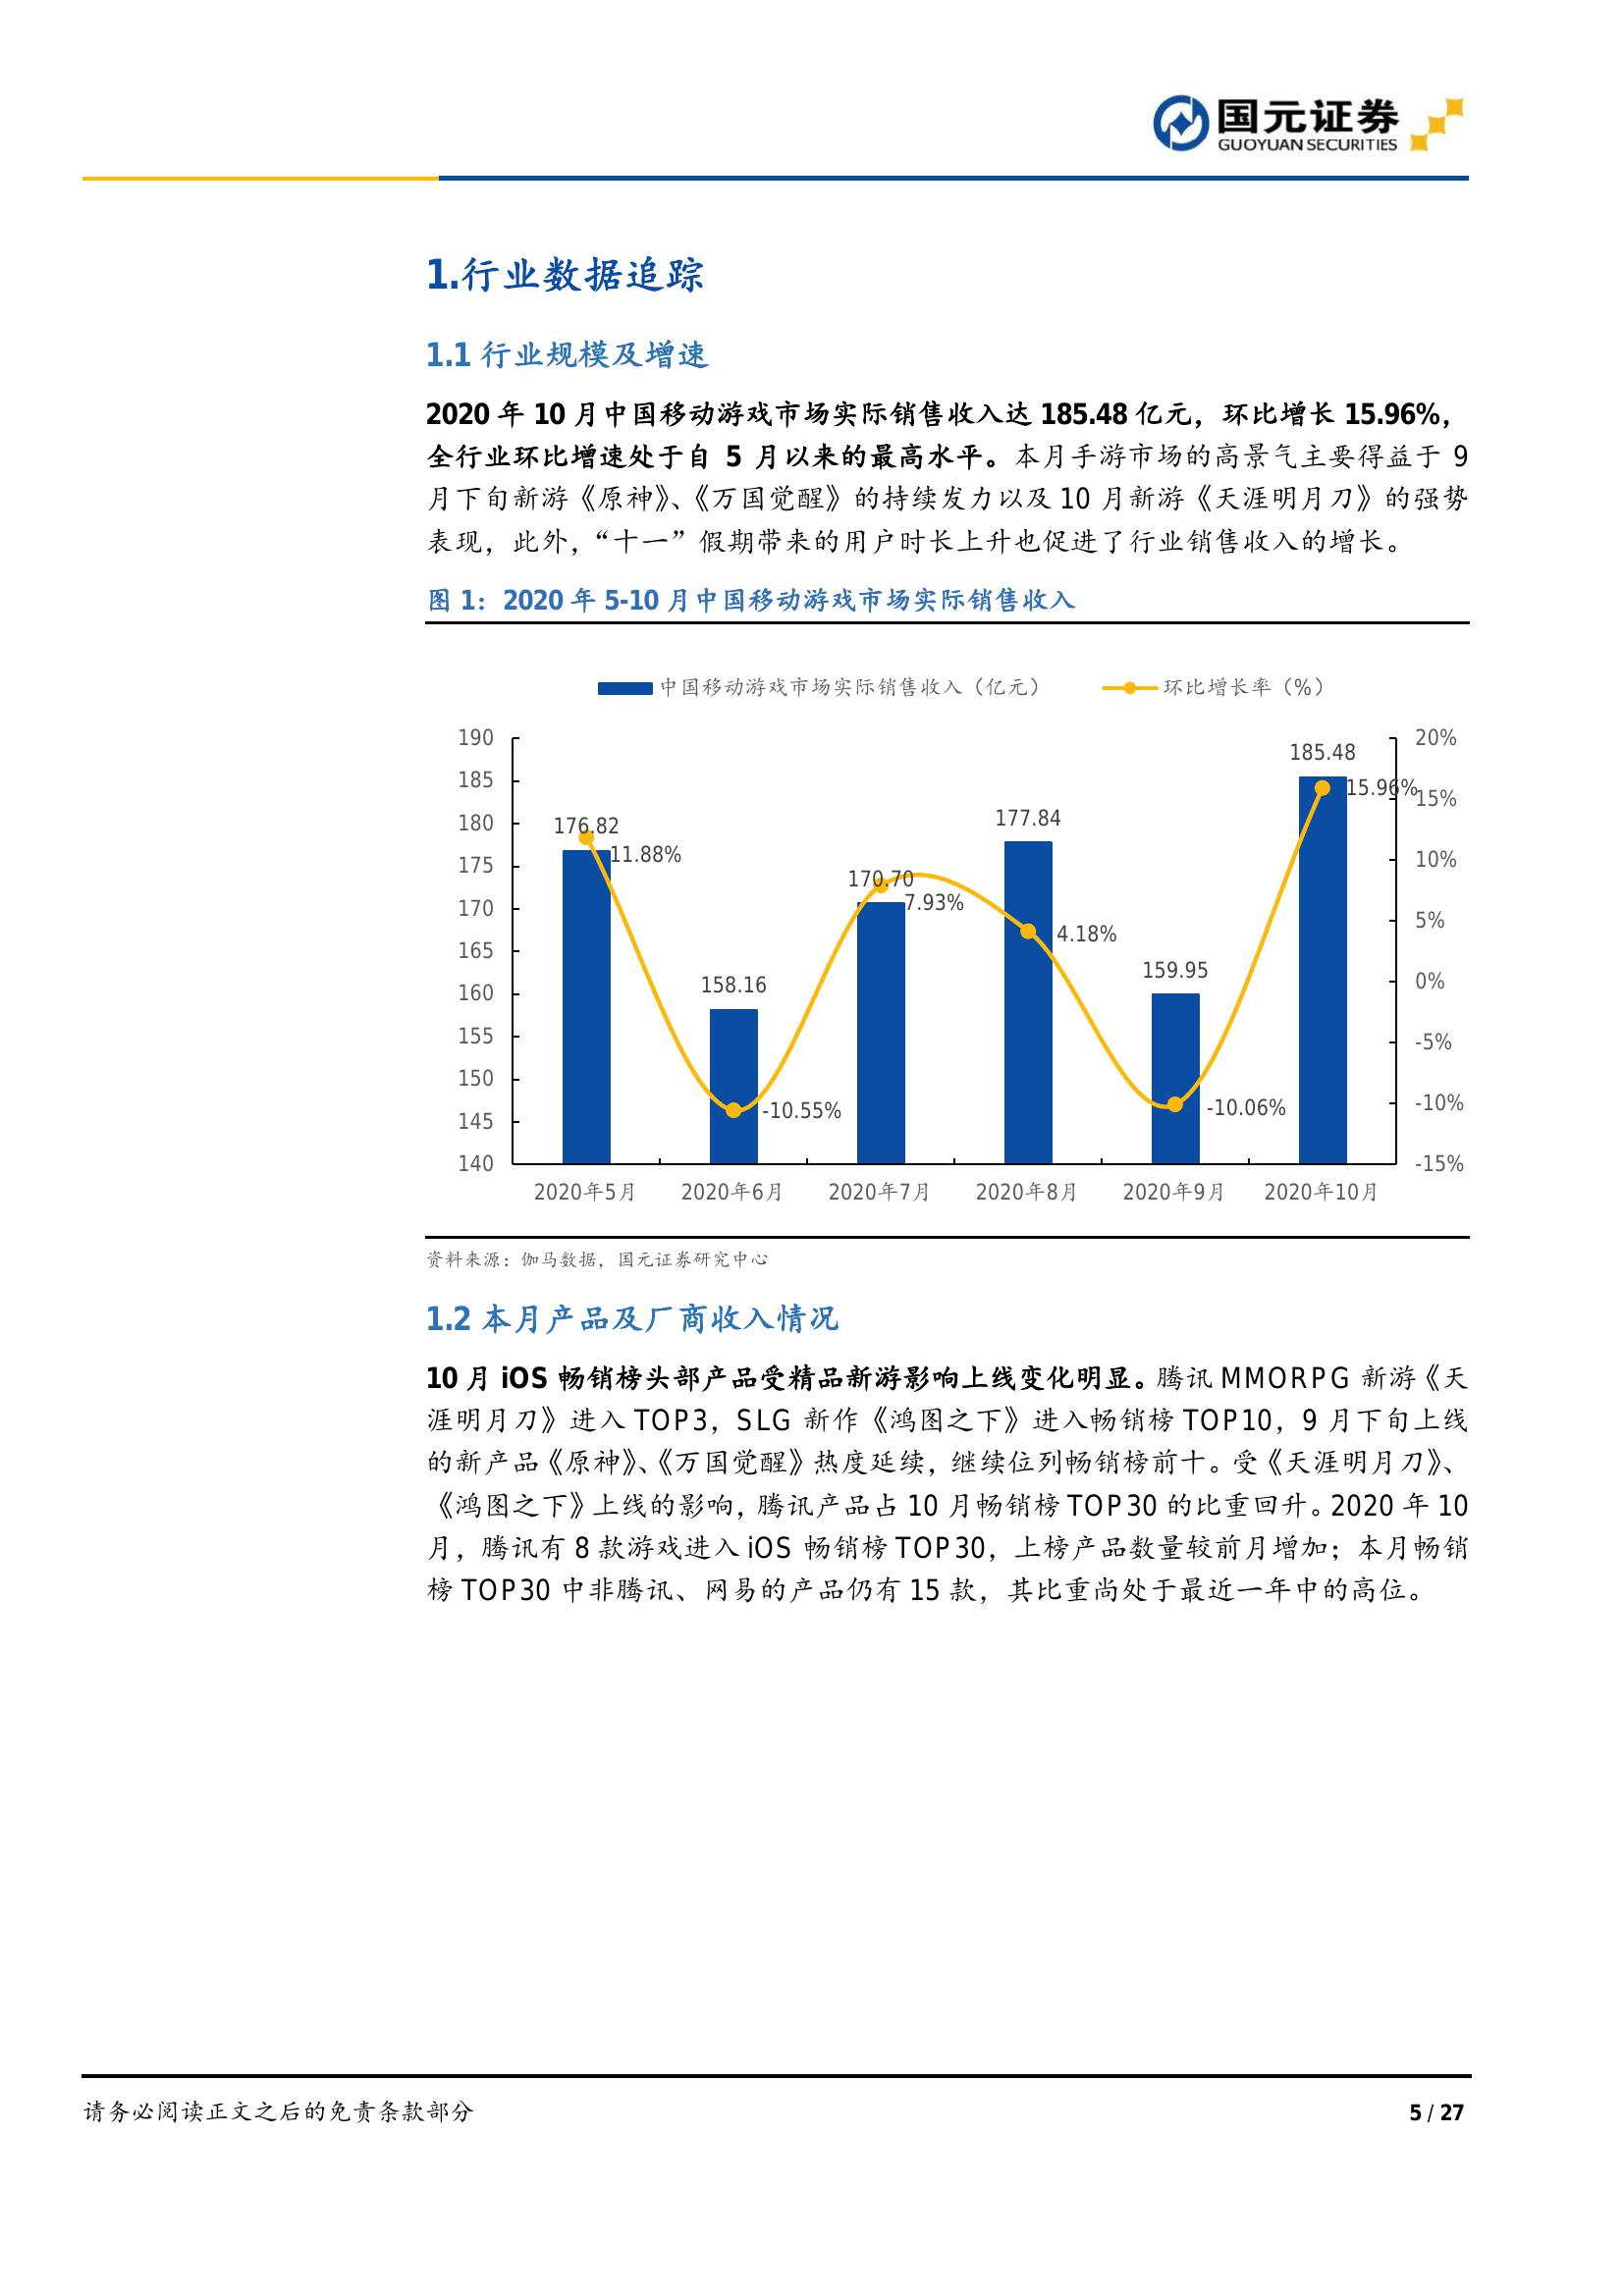 国元证券
GUOYUAN SECURITIES
1.行业数据追踪
1.1 行业规模及增速
2020 年 10 月中国移动游戏市场实际销售收入达 185.48 亿元，环比增长 15.96%，
全行业环比增速处于自 5 月以来的最高水平。本月手游市场的高景气主要得益于 9
月下旬新游《原神》、《万国觉醒》的持续发力以及 10 月新游《天涯明月刀》的强势
表现，此外，“十一”假期带来的用户时长上升也促进了行业销售收入的增长。
图 1：2020 年 5-10 月中国移动游戏市场实际销售收入
中国移动游戏市场实际销售收入（亿元） 环比增长率（%）
190
185
180
175
170
165
160
155
150
145
140
20%
15%
10%
5%
0%
-5%
-10%
-15%
176.82
158.16
170.70
177.84
159.95
185.48
11.88%
-10.55%
7.93%
4.18%
-10.06%
15.96%
2020年5月 2020年6月 2020年7月 2020年8月 2020年9月 2020年10月
资料来源：伽马数据，国元证券研究中心
1.2 本月产品及厂商收入情况
10 月 iOS 畅销榜头部产品受精品新游影响上线变化明显。腾讯 MMORPG 新游《天
涯明月刀》进入 TOP3，SLG 新作《鸿图之下》进入畅销榜 TOP10，9 月下旬上线
的新产品《原神》、《万国觉醒》热度延续，继续位列畅销榜前十。受《天涯明月刀》、
《鸿图之下》上线的影响，腾讯产品占 10 月畅销榜 TOP30 的比重回升。2020 年 10
月，腾讯有 8 款游戏进入 iOS 畅销榜 TOP30，上榜产品数量较前月增加；本月畅销
榜 TOP30 中非腾讯、网易的产品仍有 15 款，其比重尚处于最近一年中的高位。
请务必阅读正文之后的免责条款部分
5 / 27